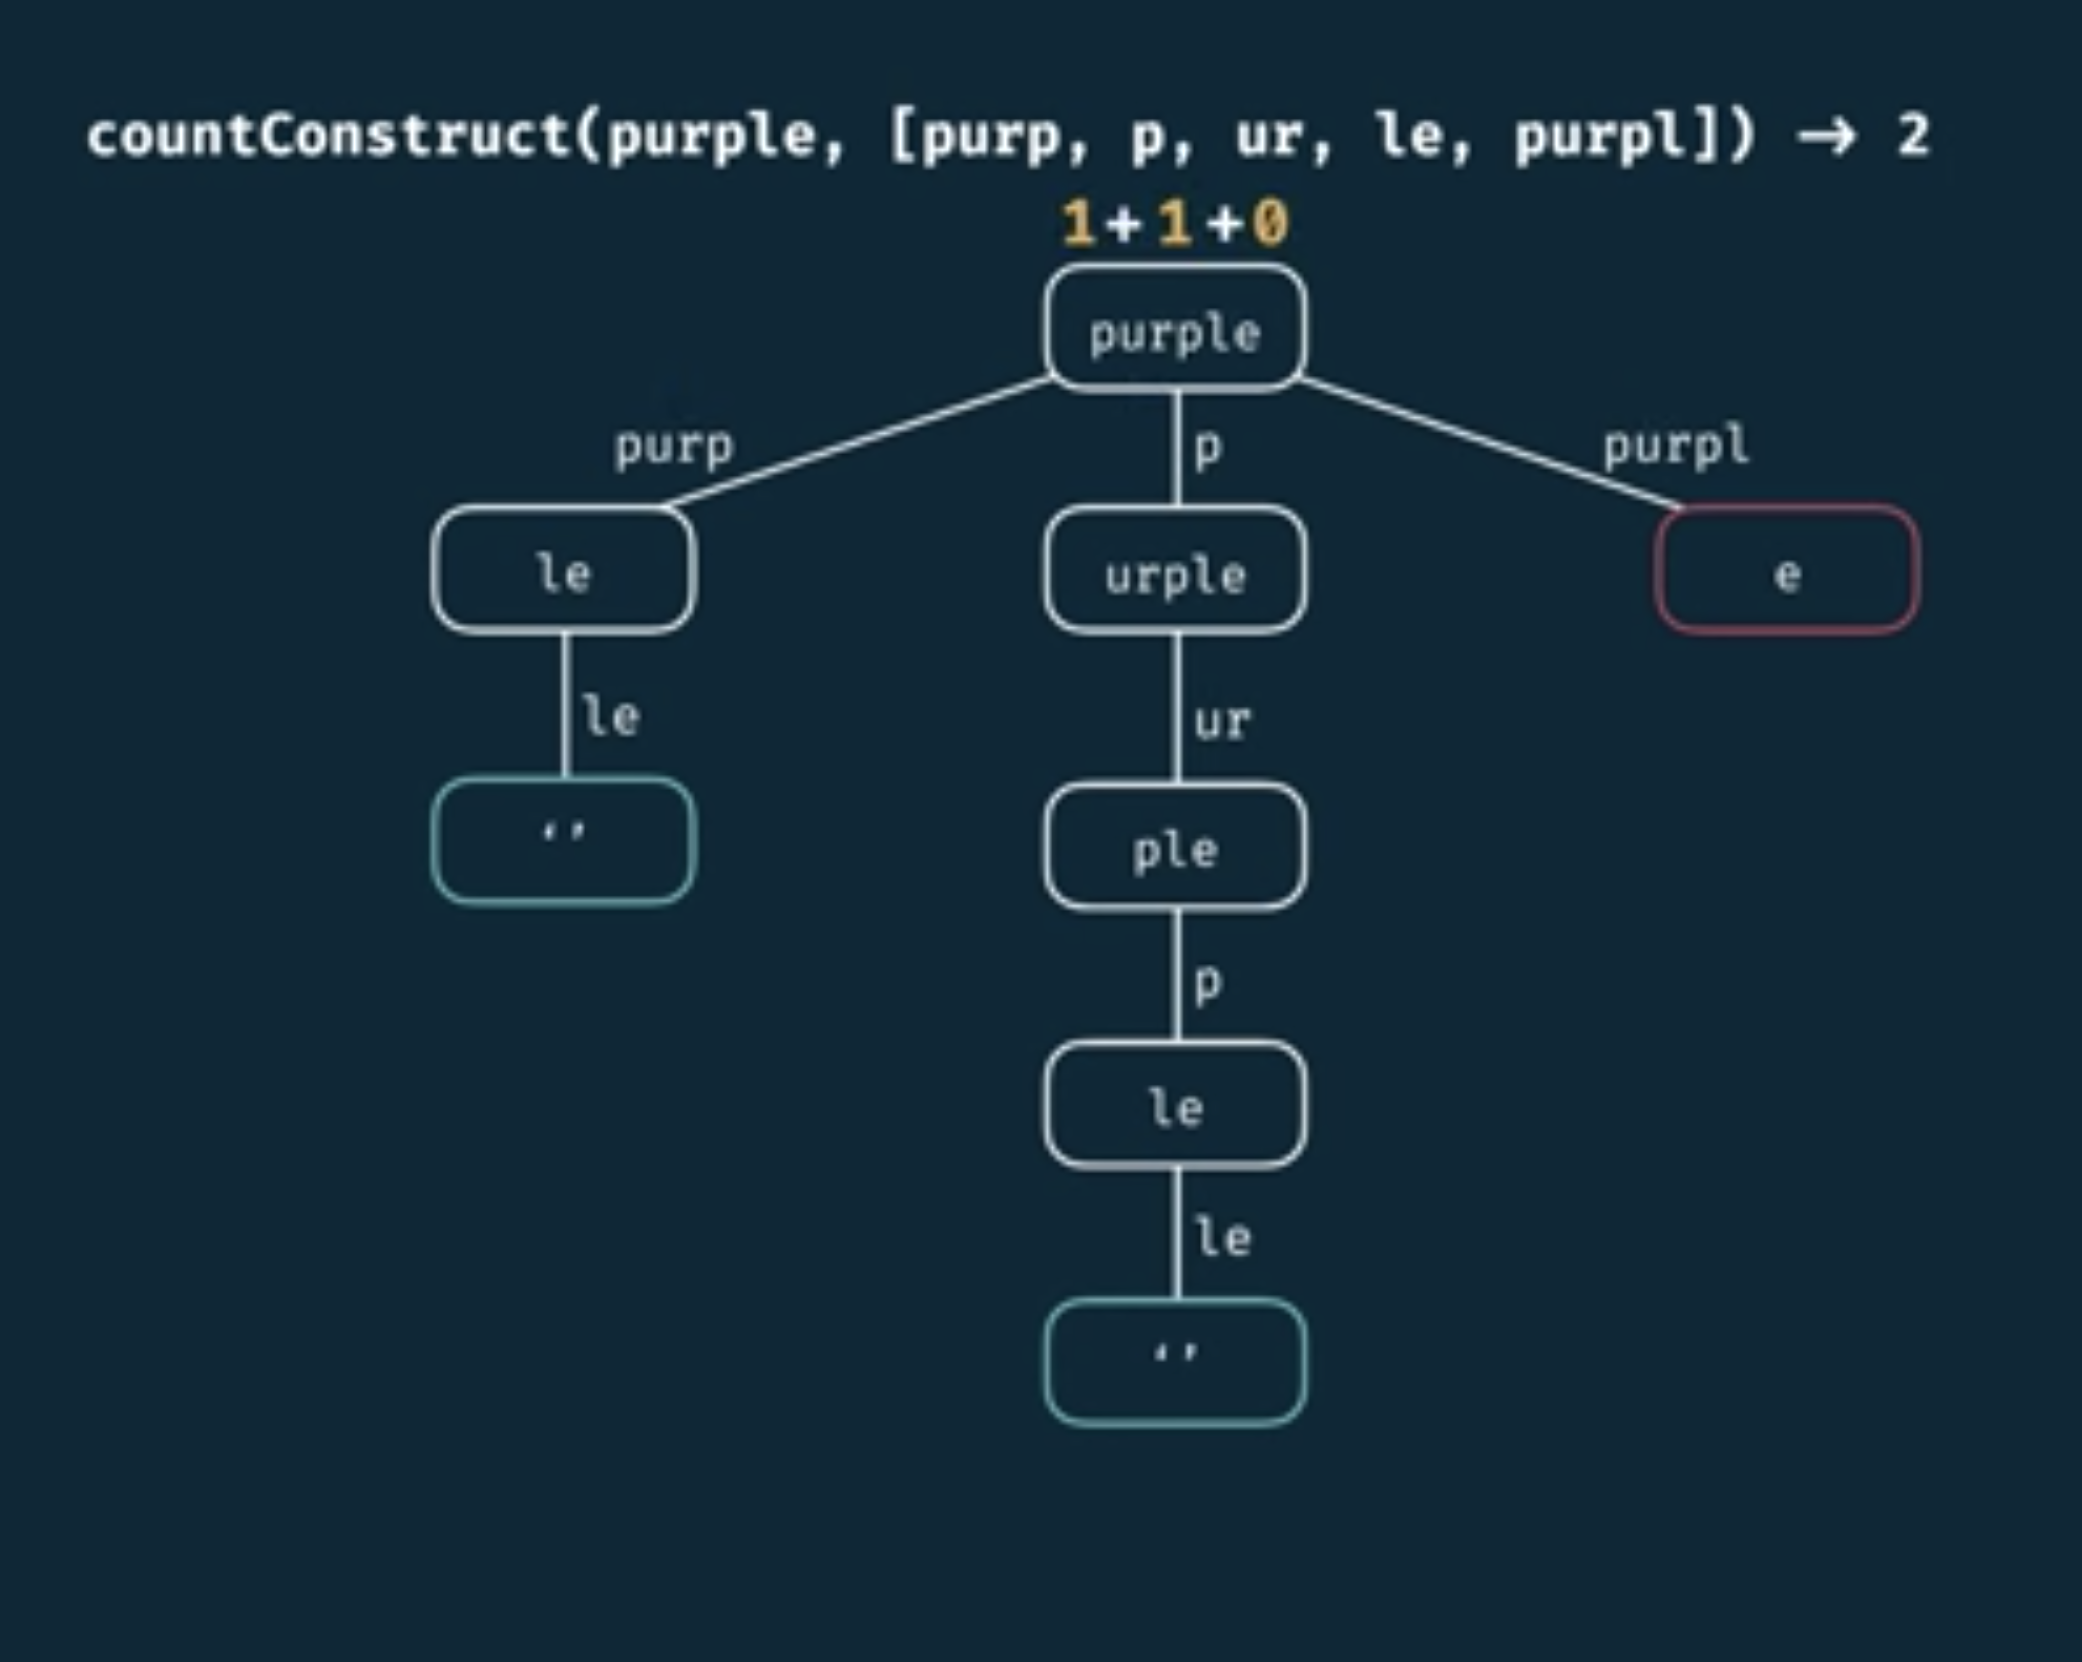 countConstruct(purple, [purp, p, ur, le, purpl]) → 2
1+1+0
purple
purp p purpl
le urple e
le ur
‘’ ple
p
le
le
‘’